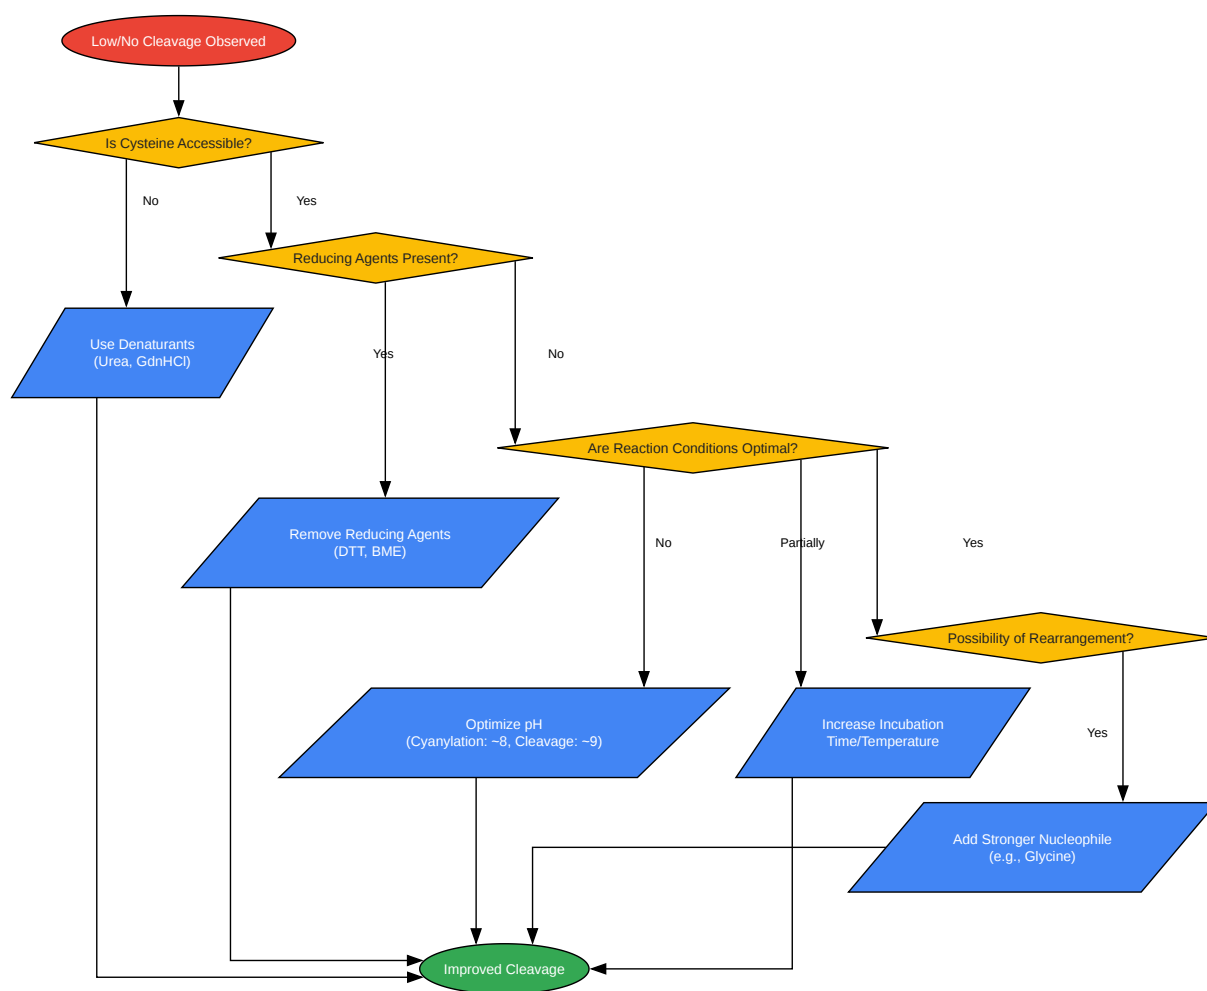 Low/No Cleavage Observed
Is Cysteine Accessible?
No
Yes
Reducing Agents Present?
Use Denaturants
(Urea, GdnHCl)
Yes
No
Are Reaction Conditions Optimal?
Remove Reducing Agents
(DTT, BME)
No
Partially
Yes
Possibility of Rearrangement?
Optimize pH
(Cyanylation: ~8, Cleavage: ~9)
Increase Incubation
Time/Temperature
Yes
Add Stronger Nucleophile
(e.g., Glycine)
Improved Cleavage